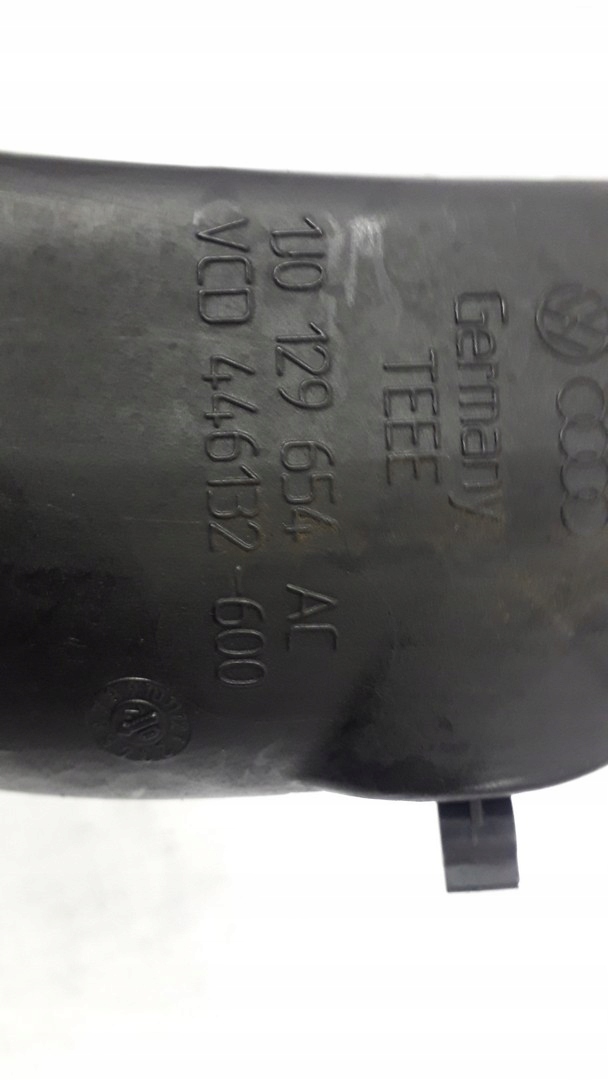 Germany
TEEE
1J0 129 654 AC
VCD 446132-600